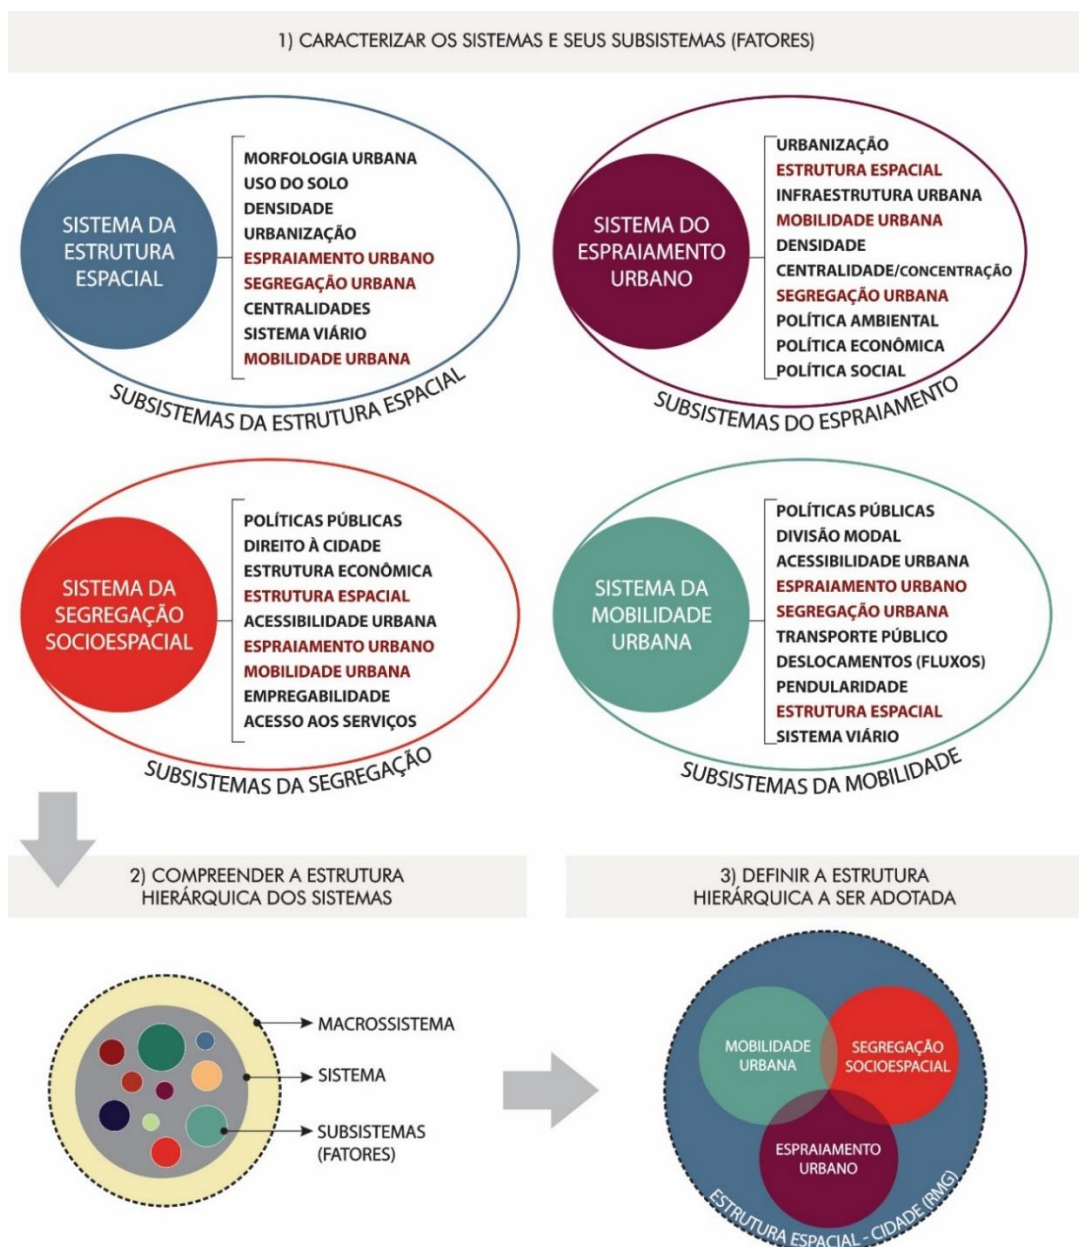 1) CARACTERIZAR OS SISTEMAS E SEUS SUBSISTEMAS (FATORES)
SISTEMA DA
ESTRUTURA
ESPACIAL
MORFOLOGIA URBANA
USO DO SOLO
DENSIDADE
URBANIZAÇÃO
ESPRAIAMENTO URBANO
SEGREGAÇÃO URBANA
CENTRALIDADES
SISTEMA VIÁRIO
MOBILIDADE URBANA
SUBSISTEMAS DA ESTRUTURA ESPACIAL
SISTEMA DO
ESPRAIAMENTO
URBANO
URBANIZAÇÃO
ESTRUTURA ESPACIAL
INFRAESTRUTURA URBANA
MOBILIDADE URBANA
DENSIDADE
CENTRALIDADE/CONCENTRAÇÃO
SEGREGAÇÃO URBANA
POLÍTICA AMBIENTAL
POLÍTICA ECONÔMICA
POLÍTICA SOCIAL
SUBSISTEMAS DO ESPRAIAMENTO
SISTEMA DA
SEGREGAÇÃO
SOCIOESPACIAL
POLÍTICAS PÚBLICAS
DIREITO À CIDADE
ESTRUTURA ECONÔMICA
ESTRUTURA ESPACIAL
ACESSIBILIDADE URBANA
ESPRAIAMENTO URBANO
MOBILIDADE URBANA
EMPREGABILIDADE
ACESSO AOS SERVIÇOS
SUBSISTEMAS DA SEGREGAÇÃO
SISTEMA DA
MOBILIDADE
URBANA
POLÍTICAS PÚBLICAS
DIVISÃO MODAL
ACESSIBILIDADE URBANA
ESPRAIAMENTO URBANO
SEGREGAÇÃO URBANA
TRANSPORTE PÚBLICO
DESLOCAMENTOS (FLUXOS)
PENDULARIDADE
ESTRUTURA ESPACIAL
SISTEMA VIÁRIO
SUBSISTEMAS DA MOBILIDADE
2) COMPREENDER A ESTRUTURA
HIERÁRQUICA DOS SISTEMAS
MACROSSISTEMA
SISTEMA
SUBSISTEMAS
(FATORES)
3) DEFINIR A ESTRUTURA
HIERÁRQUICA A SER ADOTADA
MOBILIDADE
URBANA
SEGREGAÇÃO
SOCIOESPACIAL
ESPRAIAMENTO
URBANO
ESTRUTURA ESPACIAL - CIDADE (RMG)